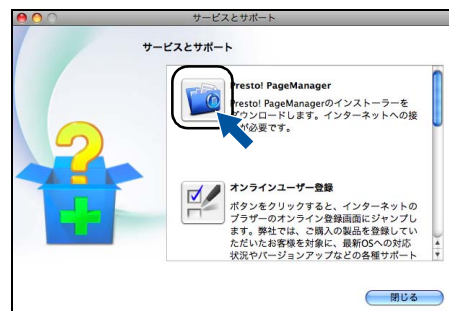 サービスとサポート
サービスとサポート
Presto! PageManager
Presto! PageManagerのインストーラーを
ダウンロードします。インターネットへの接
が必要です。
オンラインユーザー登録
ボタンをクリックすると、インターネットの
ブラザーのオンライン登録画面にジャンプし
ます。弊社では、ご購入の製品を登録してい
ただいたお客様を対象に、最新OSへの対応
状況やバージョンアップなどの各種サポート
閉じる